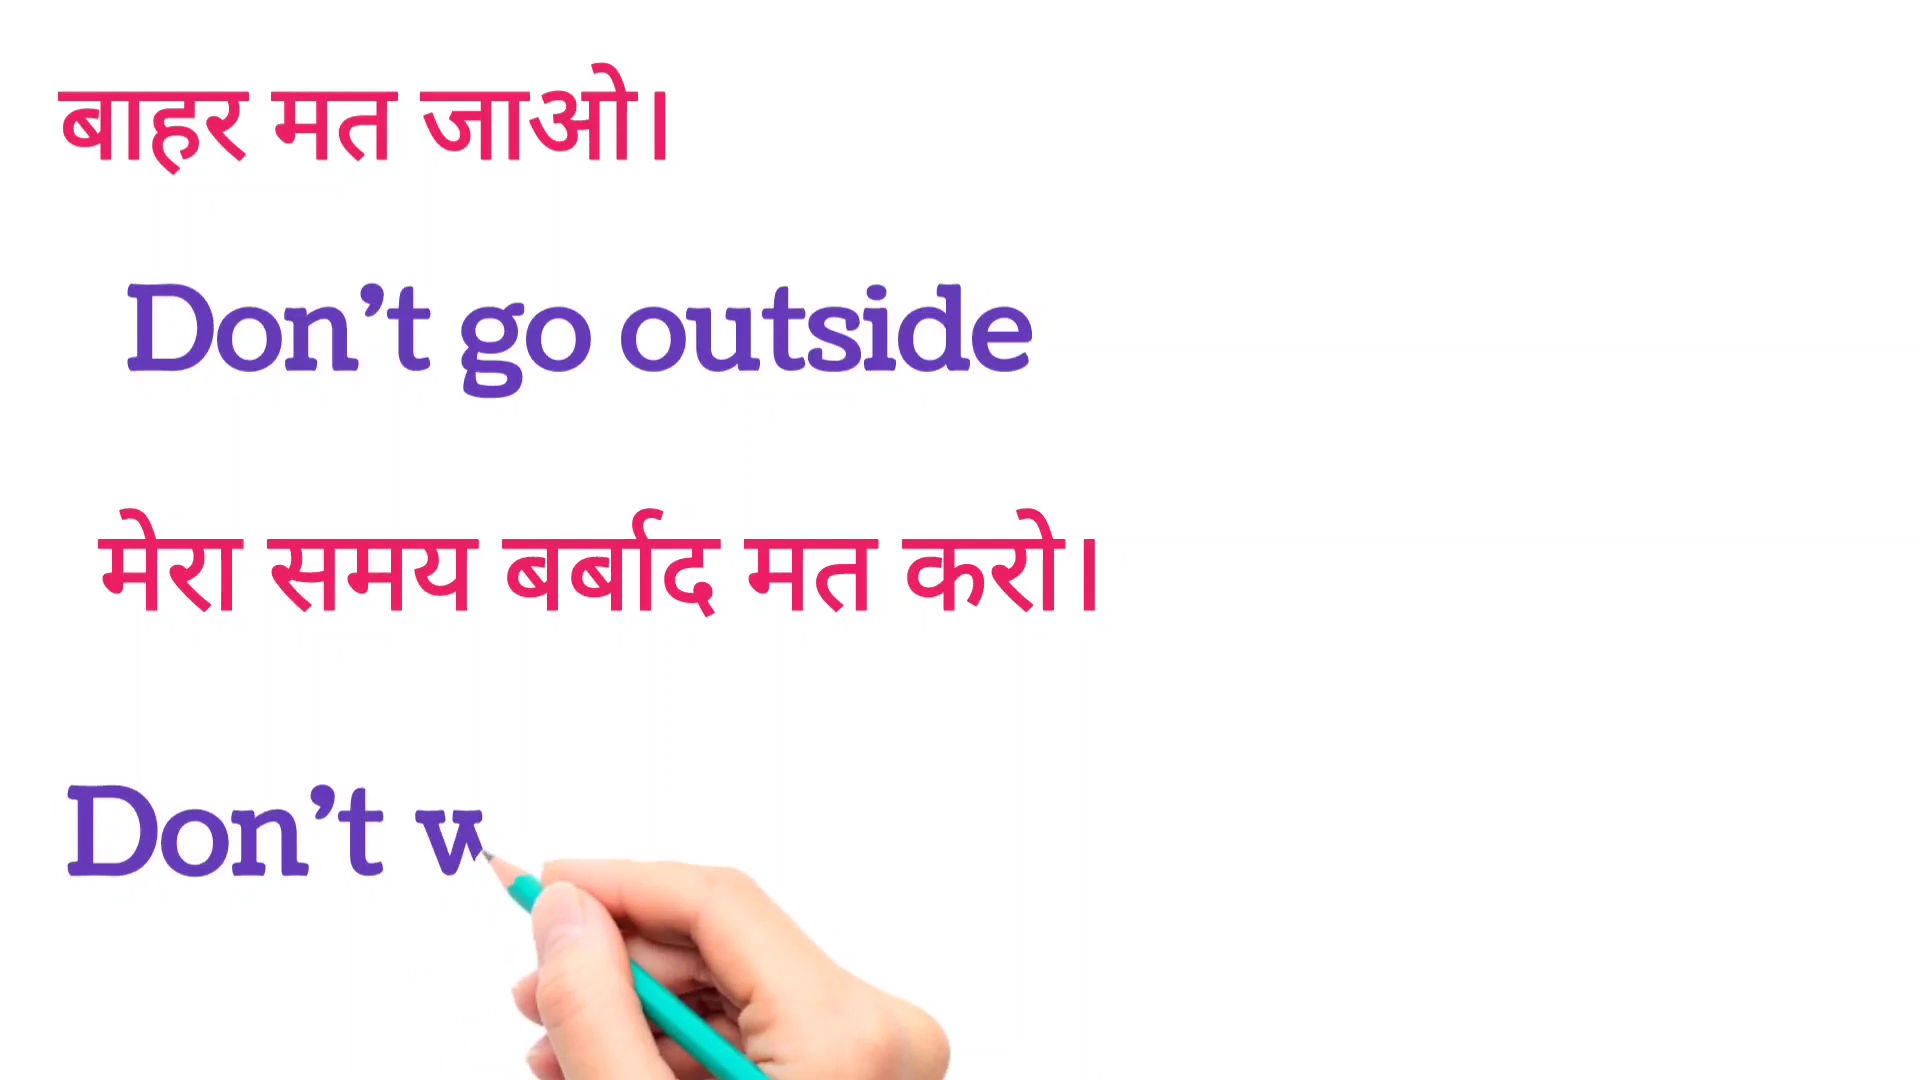 बाहर मत जाओ।
Don’t go outside
मेरा समय बर्बाद मत करो।
Don’t w